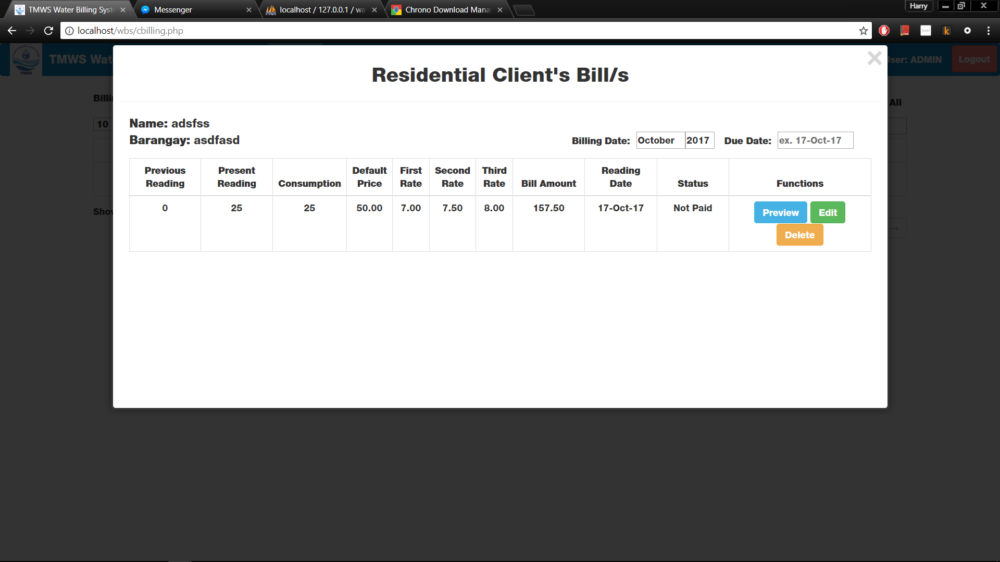 TMWS Water Billing Syst
Messenger
localhost / 127.0.0.1 / wa
Chrono Download Mana
Harry
localhost/wbs/cbilling.php
TMWS Wat
ser: ADMIN
Logout
TMWS
Residential Client's Bill/s
Billi
All
10
Name: adsfss
Barangay: asdfasd
Billing Date: October 2017 Due Date: ex. 17-Oct-17
Previous Reading Present Reading Consumption Default Price First Rate Second Rate Third Rate Bill Amount Reading Date Status Functions
0 25 25 50.00 7.00 7.50 8.00 157.50 17-Oct-17 Not Paid Preview Edit
Delete
Show
→